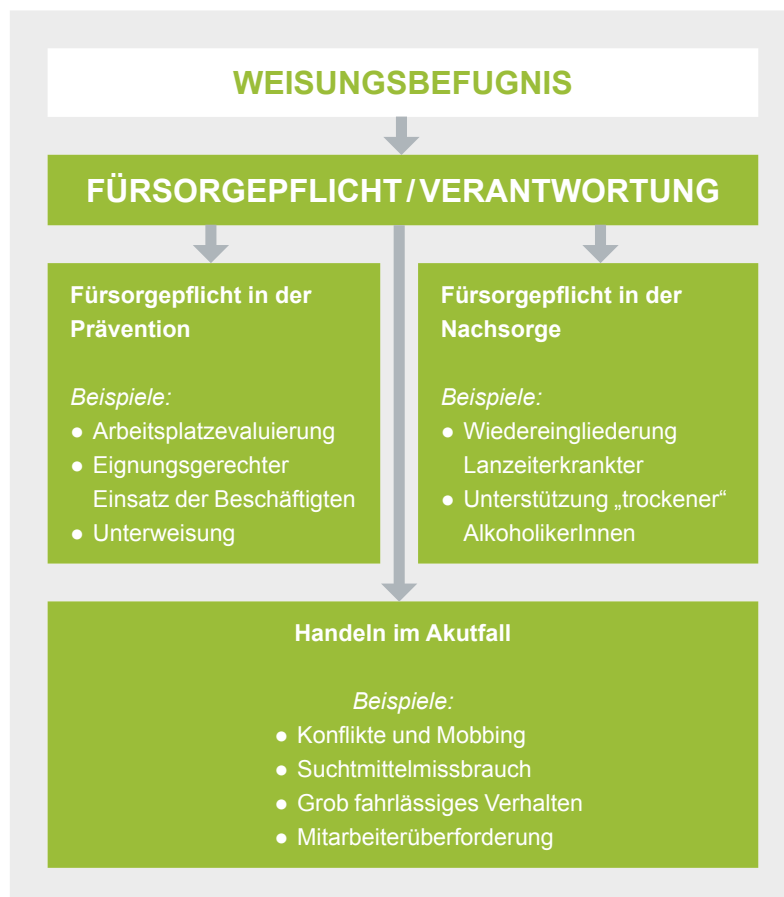 WEISUNGSBEFUGNIS
FÜRSORGEPFLICHT / VERANTWORTUNG
Fürsorgepflicht in der
Prävention
Beispiele:
● Arbeitsplatzevaluierung
● Eignungsgerechter
Einsatz der Beschäftigten
● Unterweisung
Fürsorgepflicht in der
Nachsorge
Beispiele:
● Wiedereingliederung
Lanzeiterkrankter
● Unterstützung „trockener“
AlkoholikerInnen
Handeln im Akutfall
Beispiele:
● Konflikte und Mobbing
● Suchtmittelmissbrauch
● Grob fahrlässiges Verhalten
● Mitarbeiterüberforderung